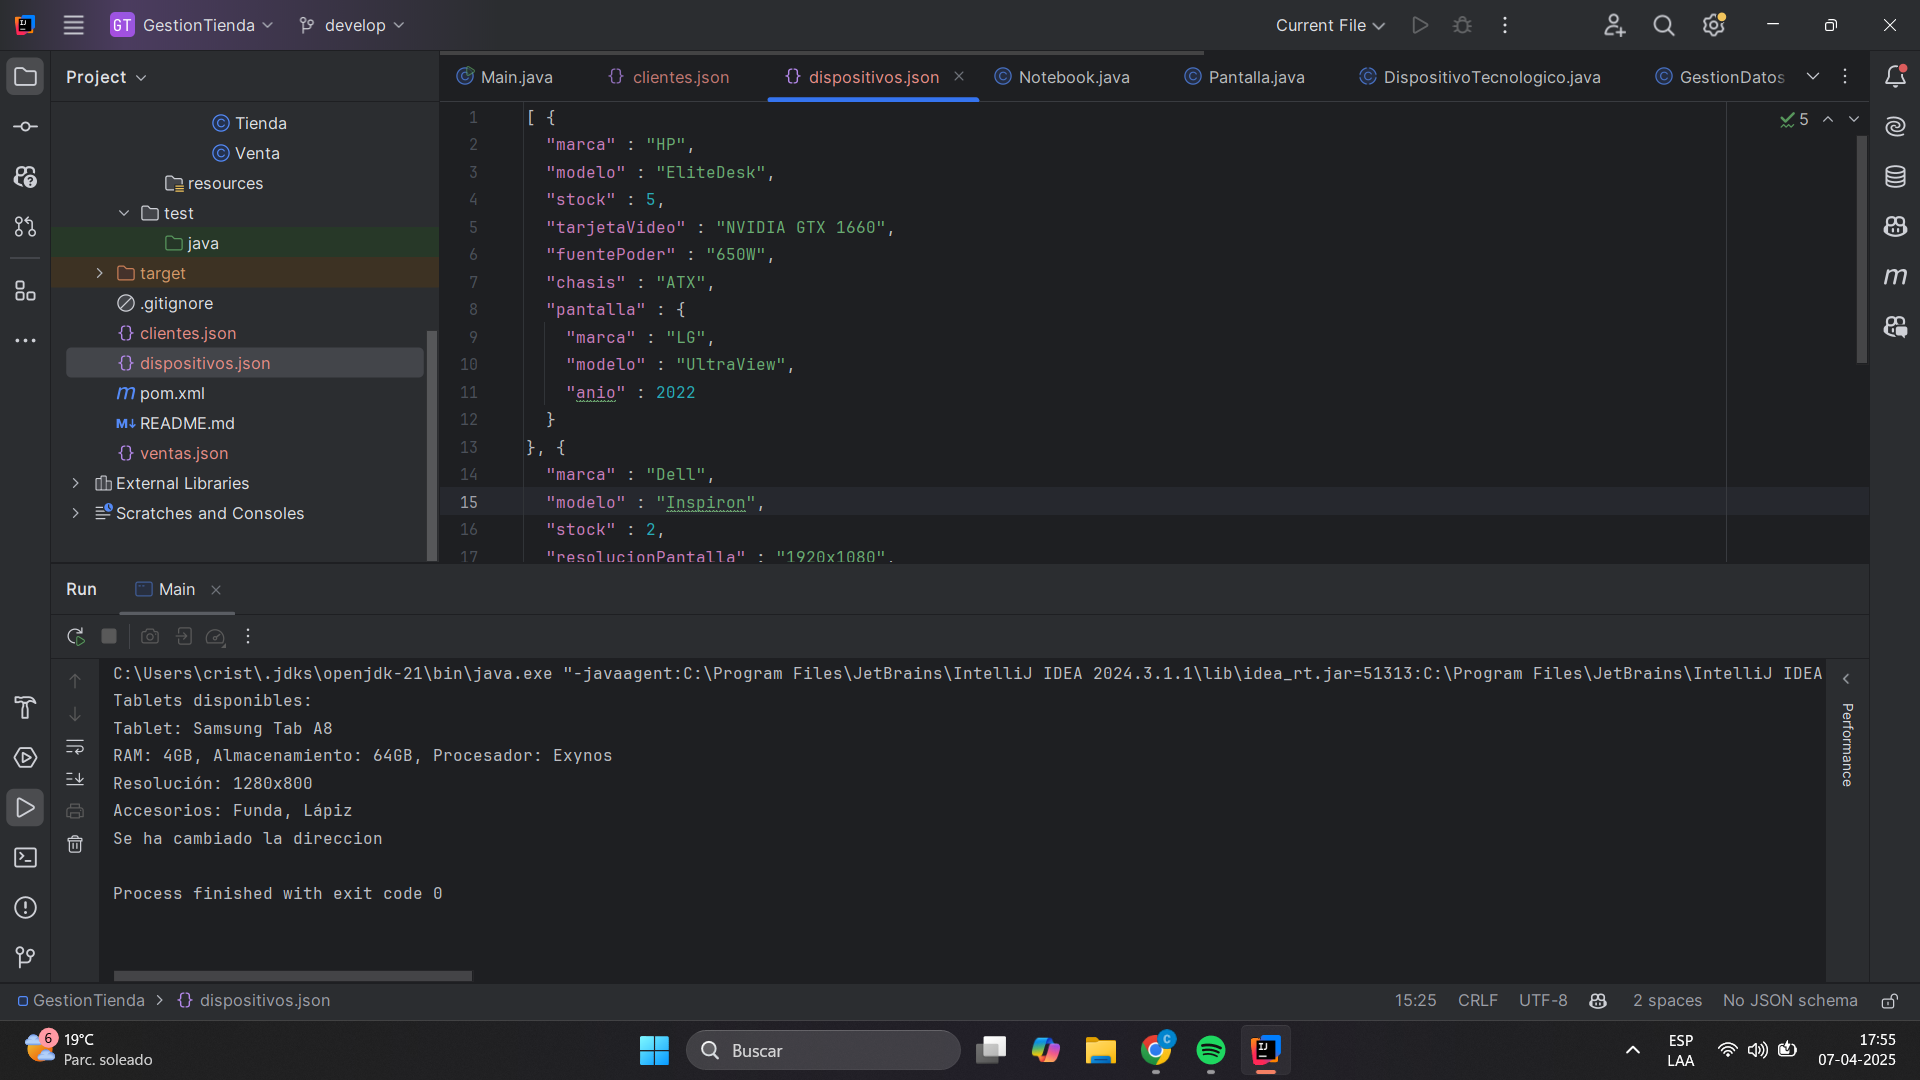 GT GestionTienda develop Current File
Project
Main.java clientes.json dispositivos.json Notebook.java Pantalla.java DispositivoTecnologico.java GestionDatos
Tienda
Venta
resources
test
java
target
.gitignore
clientes.json
dispositivos.json
pom.xml
README.md
ventas.json
External Libraries
Scratches and Consoles
5
1 [ {
2 "marca" : "HP",
3 "modelo" : "EliteDesk",
4 "stock" : 5,
5 "tarjetaVideo" : "NVIDIA GTX 1660",
6 "fuentePoder" : "650W",
7 "chasis" : "ATX",
8 "pantalla" : {
9 "marca" : "LG",
10 "modelo" : "UltraView",
11 "anio" : 2022
12 }
13 }, {
14 "marca" : "Dell",
15 "modelo" : "Inspiron",
16 "stock" : 2,
17 "resolucionPantalla" : "1920x1080",
Run Main
C:\Users\crist\.jdks\openjdk-21\bin\java.exe "-javaagent:C:\Program Files\JetBrains\IntelliJ IDEA 2024.3.1.1\lib\idea_rt.jar=51313:C:\Program Files\JetBrains\IntelliJ IDEA
Tablets disponibles:
Tablet: Samsung Tab A8
RAM: 4GB, Almacenamiento: 64GB, Procesador: Exynos
Resolución: 1280x800
Accesorios: Funda, Lápiz
Se ha cambiado la direccion
Process finished with exit code 0
Performance
GestionTienda dispositivos.json 15:25 CRLF UTF-8 2 spaces No JSON schema
6 19°C
Parc. soleado
Buscar
C
ESP
LAA
17:55
07-04-2025